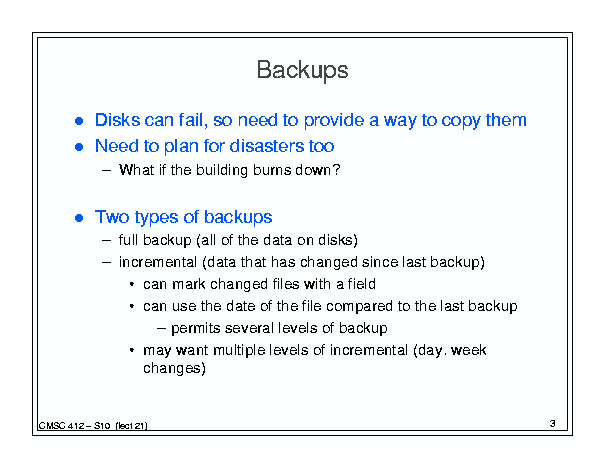 Backups
● Disks can fail, so need to provide a way to copy them
● Need to plan for disasters too
– What if the building burns down?
● Two types of backups
– full backup (all of the data on disks)
– incremental (data that has changed since last backup)
• can mark changed files with a field
• can use the date of the file compared to the last backup
– permits several levels of backup
• may want multiple levels of incremental (day. week
changes)
CMSC 412 – S10 (lect 21)
3